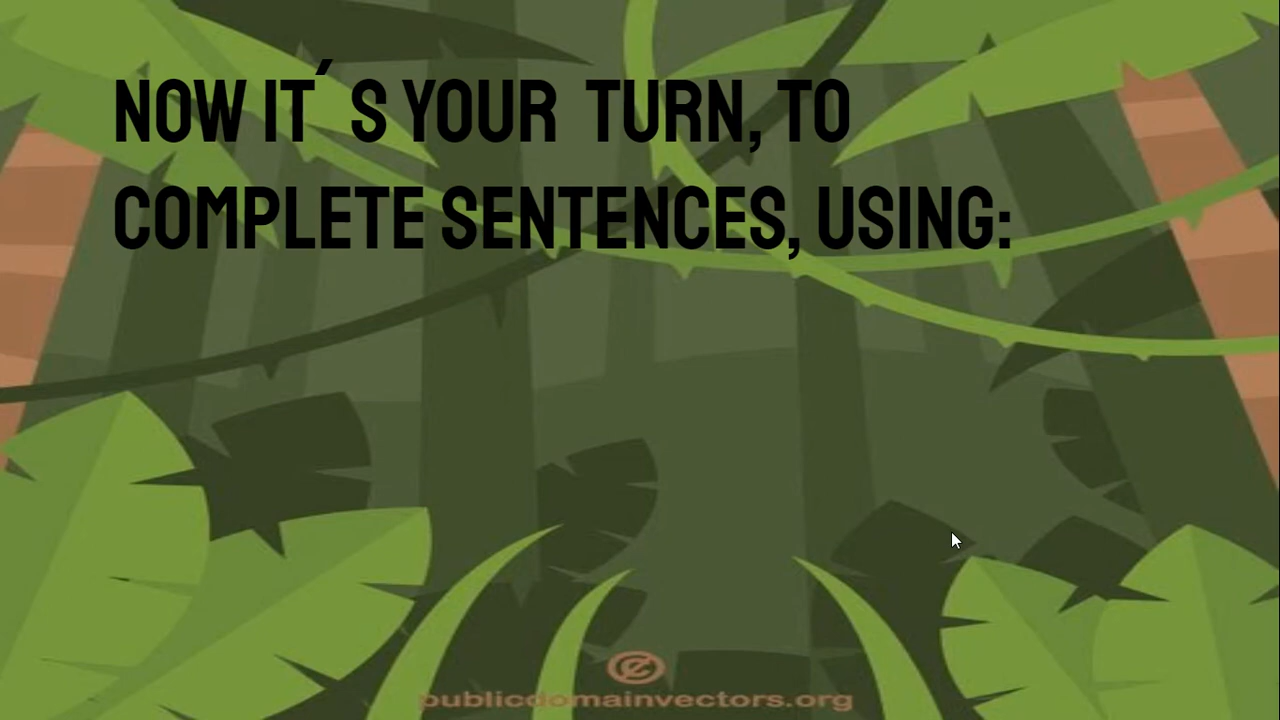 NOW IT´S YOUR TURN, TO
COMPLETE SENTENCES, USING:
publicdomainvectors.org